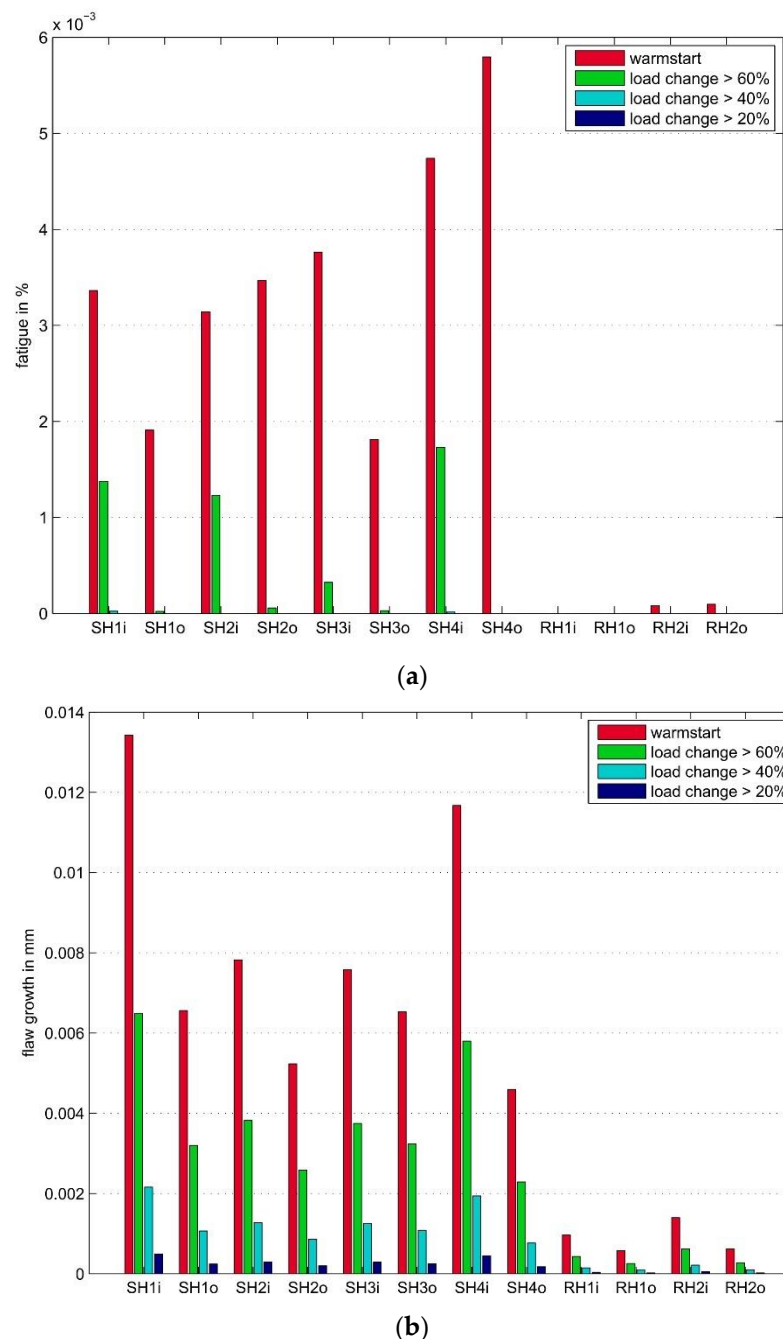 x 10⁻³
6
5
4
3
2
1
0
fatigue in %
warmstart
load change > 60%
load change > 40%
load change > 20%
SH1i SH1o SH2i SH2o SH3i SH3o SH4i SH4o RH1i RH1o RH2i RH2o
(a)
0.014
0.012
0.01
0.008
0.006
0.004
0.002
0
flaw growth in mm
warmstart
load change > 60%
load change > 40%
load change > 20%
SH1i SH1o SH2i SH2o SH3i SH3o SH4i SH4o RH1i RH1o RH2i RH2o
(b)